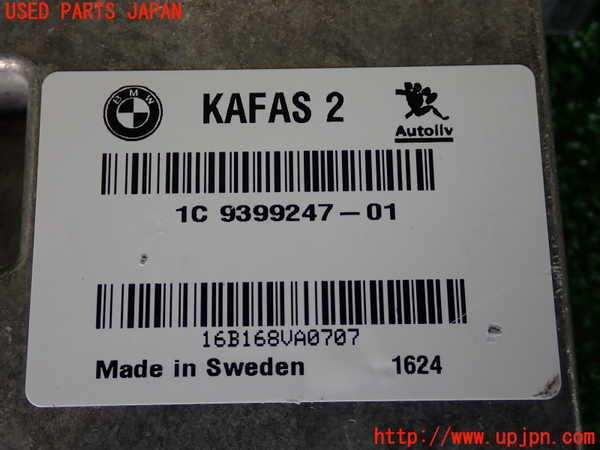 USED PARTS JAPAN
BMW
KAFAS 2
Autoliv
1C 9399247-01
16B168VA0707
Made in Sweden 1624
http://www.upjpn.com/